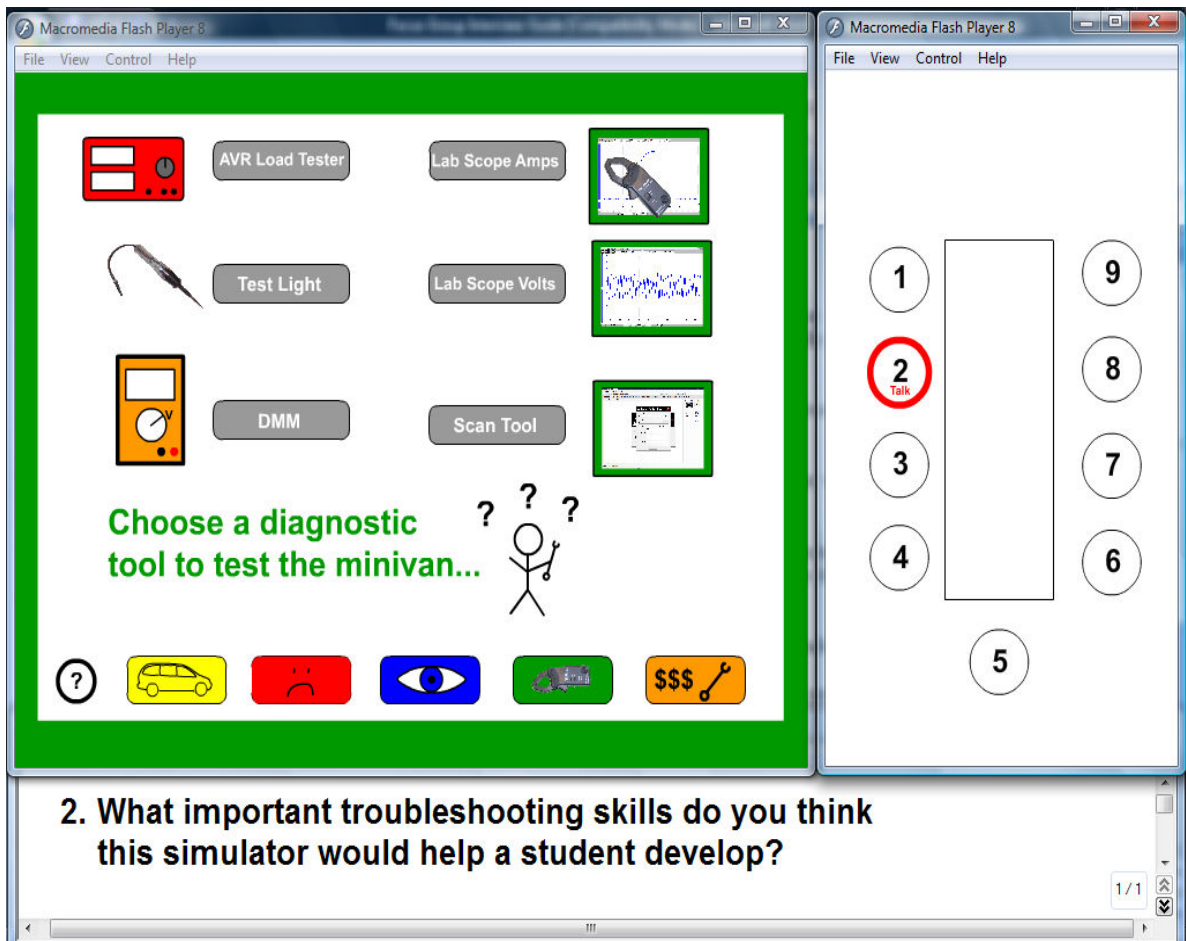 Macromedia Flash Player 8
File View Control Help
AVR Load Tester
Lab Scope Amps
Test Light
Lab Scope Volts
DMM
V
Scan Tool
? ? ?
Choose a diagnostic
tool to test the minivan...
?
$$$
Macromedia Flash Player 8
File View Control Help
1
9
2
Talk
8
3
7
4
6
5
2. What important troubleshooting skills do you think
this simulator would help a student develop?
1/1